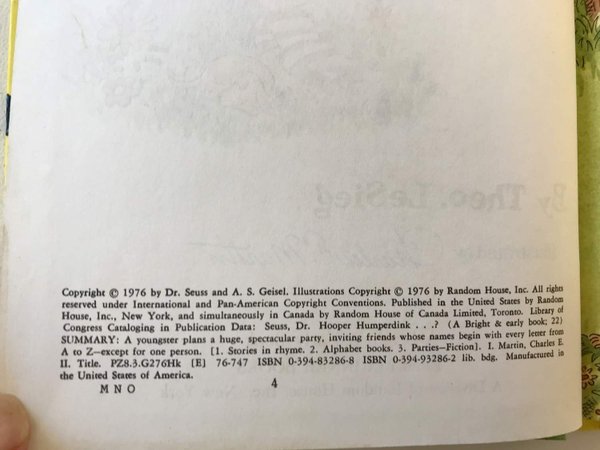 By Theo. LeSieg
Copyright © 1976 by Dr. Seuss and A. S. Geisel. Illustrations Copyright © 1976 by Random House, Inc. All rights
reserved under International and Pan-American Copyright Conventions. Published in the United States by Random
House, Inc., New York, and simultaneously in Canada by Random House of Canada Limited, Toronto. Library of
Congress Cataloging in Publication Data: Seuss, Dr. Hooper Humperdink . . .? (A Bright & early book; 22)
SUMMARY: A youngster plans a huge, spectacular party, inviting friends whose names begin with every letter from
A to Z—except for one person. [1. Stories in rhyme. 2. Alphabet books. 3. Parties—Fiction]. I. Martin, Charles E.
II. Title. PZ8.3.G276Hk [E] 76-747 ISBN 0-394-83286-8 ISBN 0-394-93286-2 lib. bdg. Manufactured in
the United States of America.
M N O 4